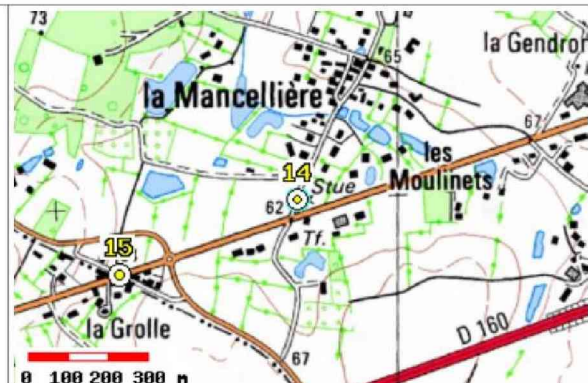 73
65
la Gendron
la Mancellière
67
14
les
Stue
Moulinets
62
Tf.
15
la Grolle
D 160
67
0 100 200 300 m